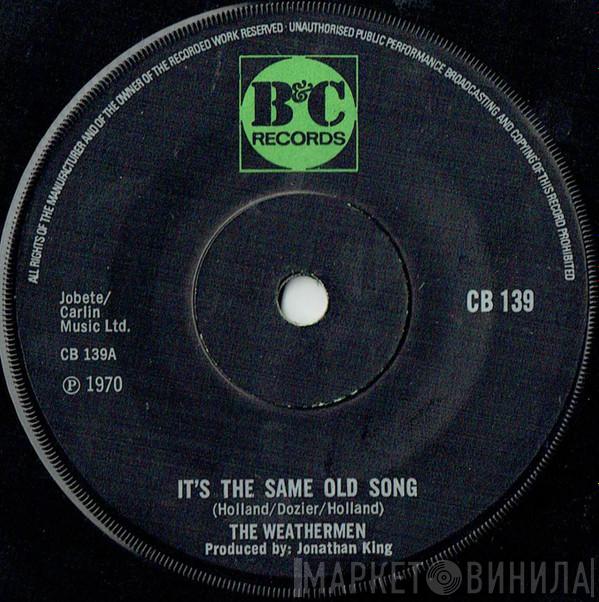 ALL RIGHTS OF THE MANUFACTURER AND OF THE OWNER OF THE RECORDED WORK RESERVED · UNAUTHORISED PUBLIC PERFORMANCE BROADCASTING AND COPYING OF THIS RECORD PROHIBITED
B&C
RECORDS
Jobete/
Carlin
Music Ltd.
CB 139
CB 139A
℗ 1970
IT'S THE SAME OLD SONG
(Holland/Dozier/Holland)
THE WEATHERMEN
Produced by: Jonathan King
МАРКЕТ ВИНИЛА